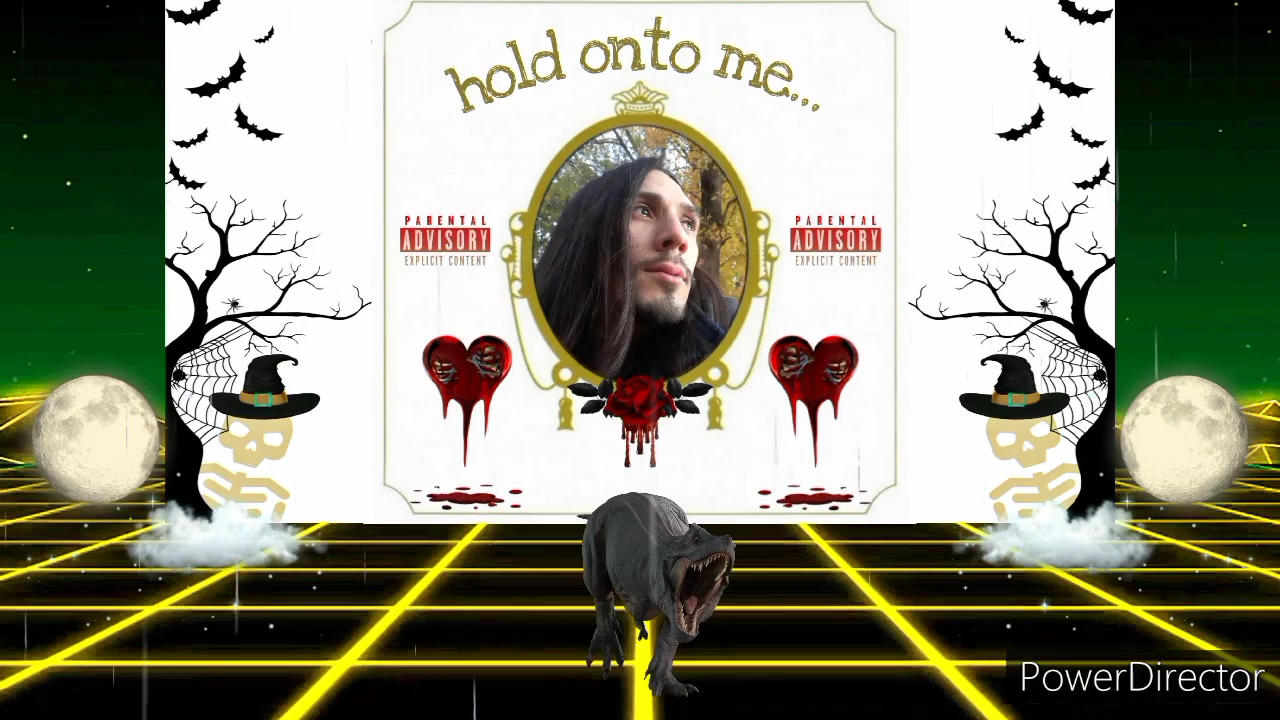 hold onto me...
PARENTAL
ADVISORY
EXPLICIT CONTENT
PARENTAL
ADVISORY
EXPLICIT CONTENT
PowerDirector